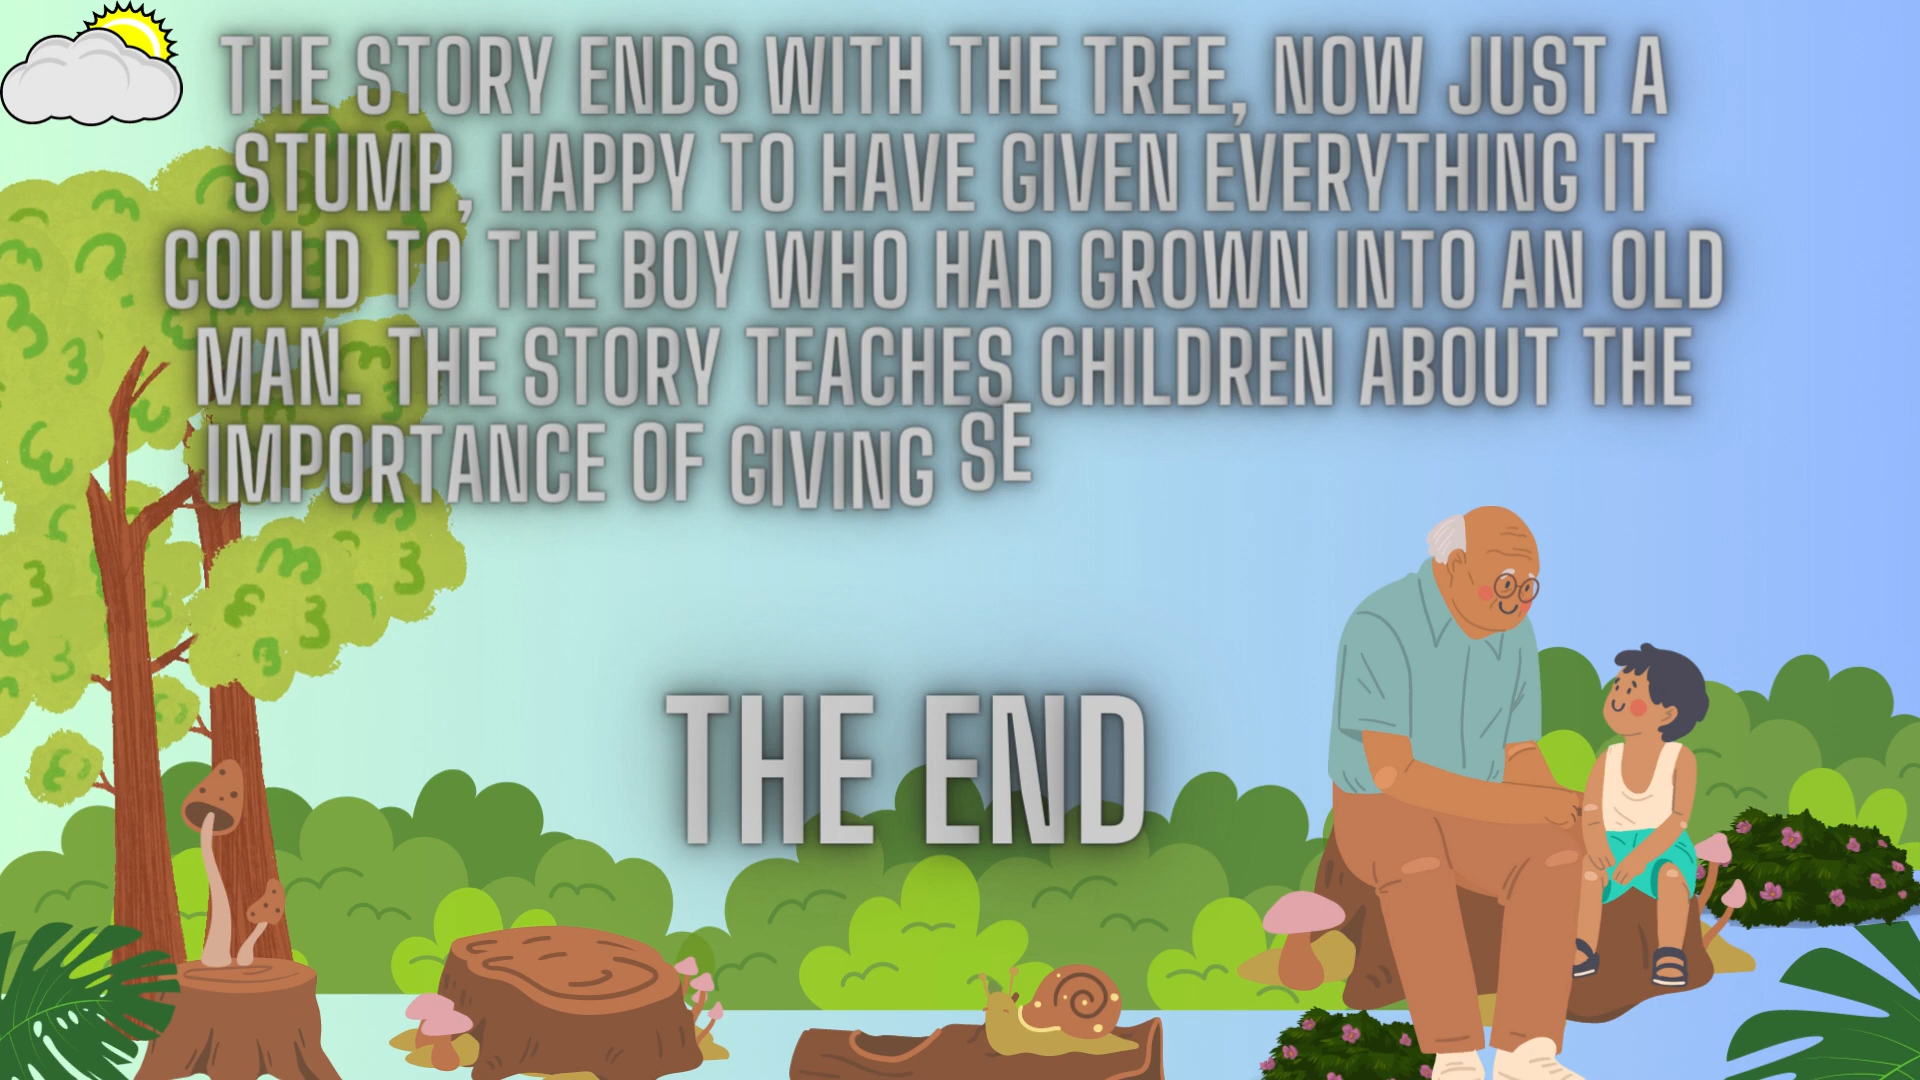 THE STORY ENDS WITH THE TREE, NOW JUST A
STUMP, HAPPY TO HAVE GIVEN EVERYTHING IT
COULD TO THE BOY WHO HAD GROWN INTO AN OLD
MAN. THE STORY TEACHES CHILDREN ABOUT THE
IMPORTANCE OF GIVING SE
THE END